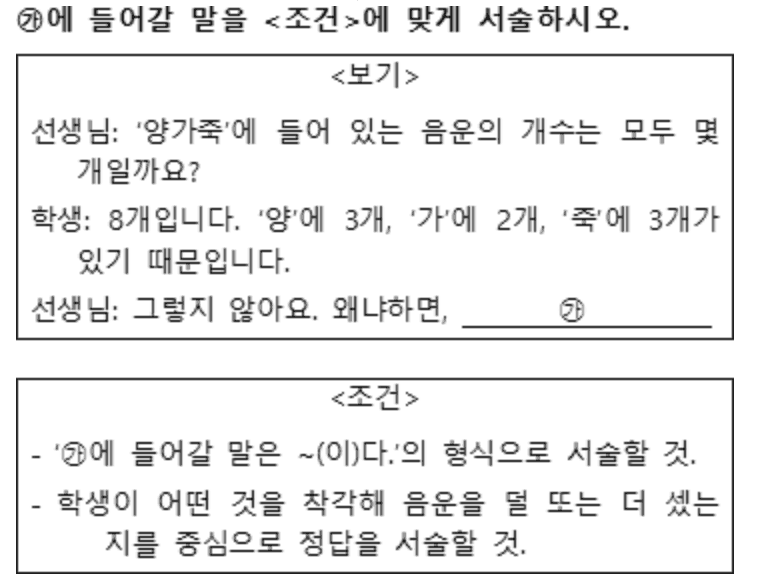 ㉮에 들어갈 말을 <조건>에 맞게 서술하시오.
<보기>
선생님: '양가죽'에 들어 있는 음운의 개수는 모두 몇
개일까요?
학생: 8개입니다. '양'에 3개, '가'에 2개, '죽'에 3개가
있기 때문입니다.
선생님: 그렇지 않아요. 왜냐하면, ㉮
<조건>
- '㉮에 들어갈 말은 ~(이)다.'의 형식으로 서술할 것.
- 학생이 어떤 것을 착각해 음운을 덜 또는 더 셌는
지를 중심으로 정답을 서술할 것.